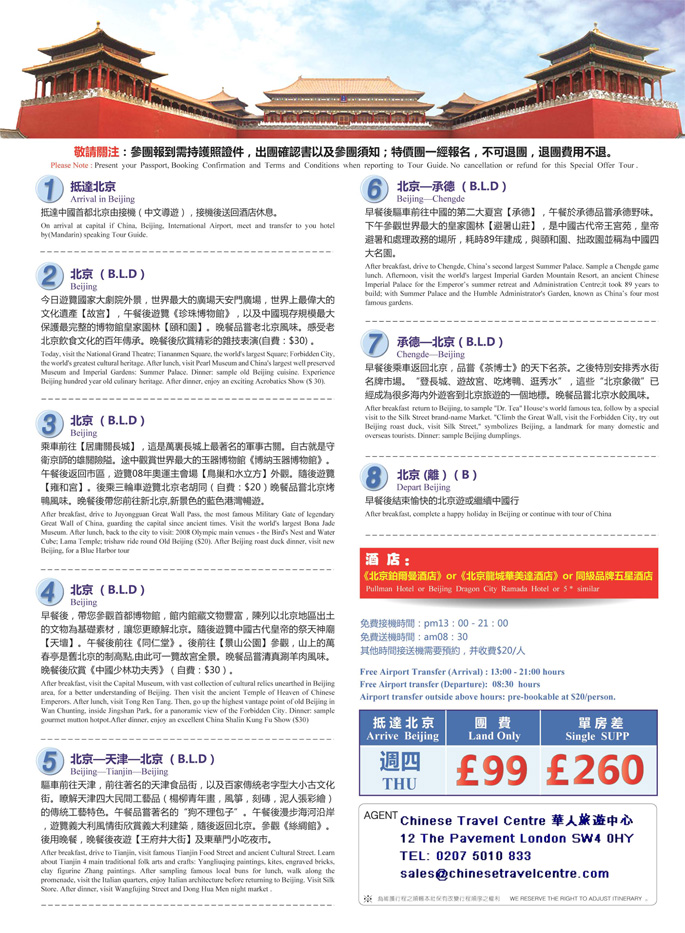 敬請關注：參團報到需持護照證件，出團確認書以及參團須知；特價團一經報名，不可退團，退團費用不退。
Please Note : Present your Passport, Booking Confirmation and Terms and Conditions when reporting to Tour Guide. No cancellation or refund for this Special Offer Tour .
1 抵達北京
Arrival in Beijing
抵達中國首都北京由接機（中文導遊），接機後送回酒店休息。
On arrival at capital if China, Beijing, International Airport, meet and transfer to you hotel
by(Mandarin) speaking Tour Guide.
2 北京（B.L.D）
Beijing
今日遊覽國家大劇院外景，世界最大的廣場天安門廣場，世界上最偉大的
文化遺產【故宮】，午餐後遊覽《珍珠博物館》，以及中國現存規模最大
保護最完整的博物館皇家園林【頤和園】。晚餐品嘗老北京風味。感受老
北京飲食文化的百年傳承。晚餐後欣賞精彩的雜技表演(自費：$30) 。
Today, visit the National Grand Theatre; Tiananmen Square, the world's largest Square; Forbidden City,
the world's greatest cultural heritage. After lunch, visit Pearl Museum and China's largest well preserved
Museum and Imperial Gardens: Summer Palace. Dinner: sample old Beijing cuisine. Experience
Beijing hundred year old culinary heritage. After dinner, enjoy an exciting Acrobatics Show ($ 30).
3 北京（B.L.D）
Beijing
乘車前往【居庸關長城】，這是萬裏長城上最著名的軍事古關。自古就是守
衛京師的雄關險隘。途中觀賞世界最大的玉器博物館《博納玉器博物館》。
午餐後返回市區，遊覽08年奧運主會場【鳥巢和水立方】外觀。隨後遊覽
【雍和宮】。後乘三輪車遊覽北京老胡同（自費：$20 ）晚餐品嘗北京烤
鴨風味。晚餐後帶您前往新北京,新景色的藍色港灣暢遊。
After breakfast, drive to Juyongguan Great Wall Pass, the most famous Military Gate of legendary
Great Wall of China, guarding the capital since ancient times. Visit the world's largest Bona Jade
Museum. After lunch, back to the city to visit: 2008 Olympic main venues - the Bird's Nest and Water
Cube; Lama Temple; trishaw ride round Old Beijing ($20). After Beijing roast duck dinner, visit new
Beijing, for a Blue Harbor tour
4 北京（B.L.D）
Beijing
早餐後，帶您參觀首都博物館，館內館藏文物豐富，陳列以北京地區出土
的文物為基礎素材，讓您更瞭解北京。隨後遊覽中國古代皇帝的祭天神廟
【天壇】。午餐後前往《同仁堂》。後前往【景山公園】參觀，山上的萬
春亭是舊北京的制高點,由此可一覽故宮全景。晚餐品嘗清真涮羊肉風味。
晚餐後欣賞《中國少林功夫秀》（自費：$30）。
After breakfast, visit the Capital Museum, with vast collection of cultural relics unearthed in Beijing
area, for a better understanding of Beijing. Then visit the ancient Temple of Heaven of Chinese
Emperors. After lunch, visit Tong Ren Tang. Then, go up the highest vantage point of old Beijing in
Wan Chunting, inside Jingshan Park, for a panoramic view of the Forbidden City. Dinner: sample
gourmet mutton hotpot.After dinner, enjoy an excellent China Shalin Kung Fu Show ($30)
5 北京—天津—北京（B.L.D）
Beijing—Tianjin—Beijing
驅車前往天津，前往著名的天津食品街，以及百家傳統老字型大小古文化
街。瞭解天津四大民間工藝品（楊柳青年畫，風箏，刻磚，泥人張彩繪）
的傳統工藝特色。午餐品嘗著名的“狗不理包子”。午餐後漫步海河沿岸
，遊覽義大利風情街欣賞義大利建築，隨後返回北京。參觀《絲綢館》。
後用晚餐，晚餐後夜遊【王府井大街】及東華門小吃夜市。
After breakfast, drive to Tianjin, visit famous Tianjin Food Street and ancient Cultural Street. Learn
about Tianjin 4 main traditional folk arts and crafts: Yangliuqing paintings, kites, engraved bricks,
clay figurine Zhang paintings. After sampling famous local buns for lunch, walk along the
promenade, visit the Italian quarters, enjoy Italian architecture before returning to Beijing. Visit Silk
Store. After dinner, visit Wangfujing Street and Dong Hua Men night market .
6 北京—承德（B.L.D）
Beijing—Chengde
早餐後驅車前往中國的第二大夏宮【承德】，午餐於承德品嘗承德野味。
下午參觀世界最大的皇家園林【避暑山莊】，是中國古代帝王宮苑，皇帝
避暑和處理政務的場所，耗時89年建成，與頤和園、拙政園並稱為中國四
大名園。
After breakfast, drive to Chengde, China's second largest Summer Palace. Sample a Chengde game
lunch. Afternoon, visit the world's largest Imperial Garden Mountain Resort, an ancient Chinese
Imperial Palace for the Emperor's summer retreat and Administration Centre;it took 89 years to
build; with Summer Palace and the Humble Administrator's Garden, known as China's four most
famous gardens.
7 承德—北京（B.L.D）
Chengde—Beijing
早餐後乘車返回北京，品嘗《茶博士》的天下名茶。之後特別安排秀水街
名牌市場。“登長城、遊故宮、吃烤鴨、逛秀水”，這些“北京象徵”已
經成為很多海內外遊客到北京旅遊的一個地標。晚餐品嘗北京水餃風味。
After breakfast return to Beijing, to sample "Dr. Tea" House's world famous tea, follow by a special
visit to the Silk Street brand-name Market. "Climb the Great Wall, visit the Forbidden City, try out
Beijing roast duck, visit Silk Street," symbolizes Beijing, a landmark for many domestic and
overseas tourists. Dinner: sample Beijing dumplings.
8 北京 (離)（B）
Depart Beijing
早餐後結束愉快的北京遊或繼續中國行
After breakfast, complete a happy holiday in Beijing or continue with tour of China
酒 店：
《北京鉑爾曼酒店》or《北京龍城華美達酒店》or 同級品牌五星酒店
Pullman Hotel or Beijing Dragon City Ramada Hotel or 5 * similar
免費接機時間：pm13：00 - 21：00
免費送機時間：am08：30
其他時間接送機需要預約，并收費$20/人
Free Airport Transfer (Arrival) : 13:00 - 21:00 hours
Free Airport transfer (Departure): 08:30 hours
Airport transfer outside above hours: pre-bookable at $20/person.
抵達北京 團 費 單房差
Arrive Beijing Land Only Single SUPP
週四 £99 £260
THU
AGENT Chinese Travel Centre 華人旅遊中心
12 The Pavement London SW4 0HY
TEL: 0207 5010 833
sales@chinesetravelcentre.com
WE RESERVE THE RIGHT TO ADJUST ITINERARY